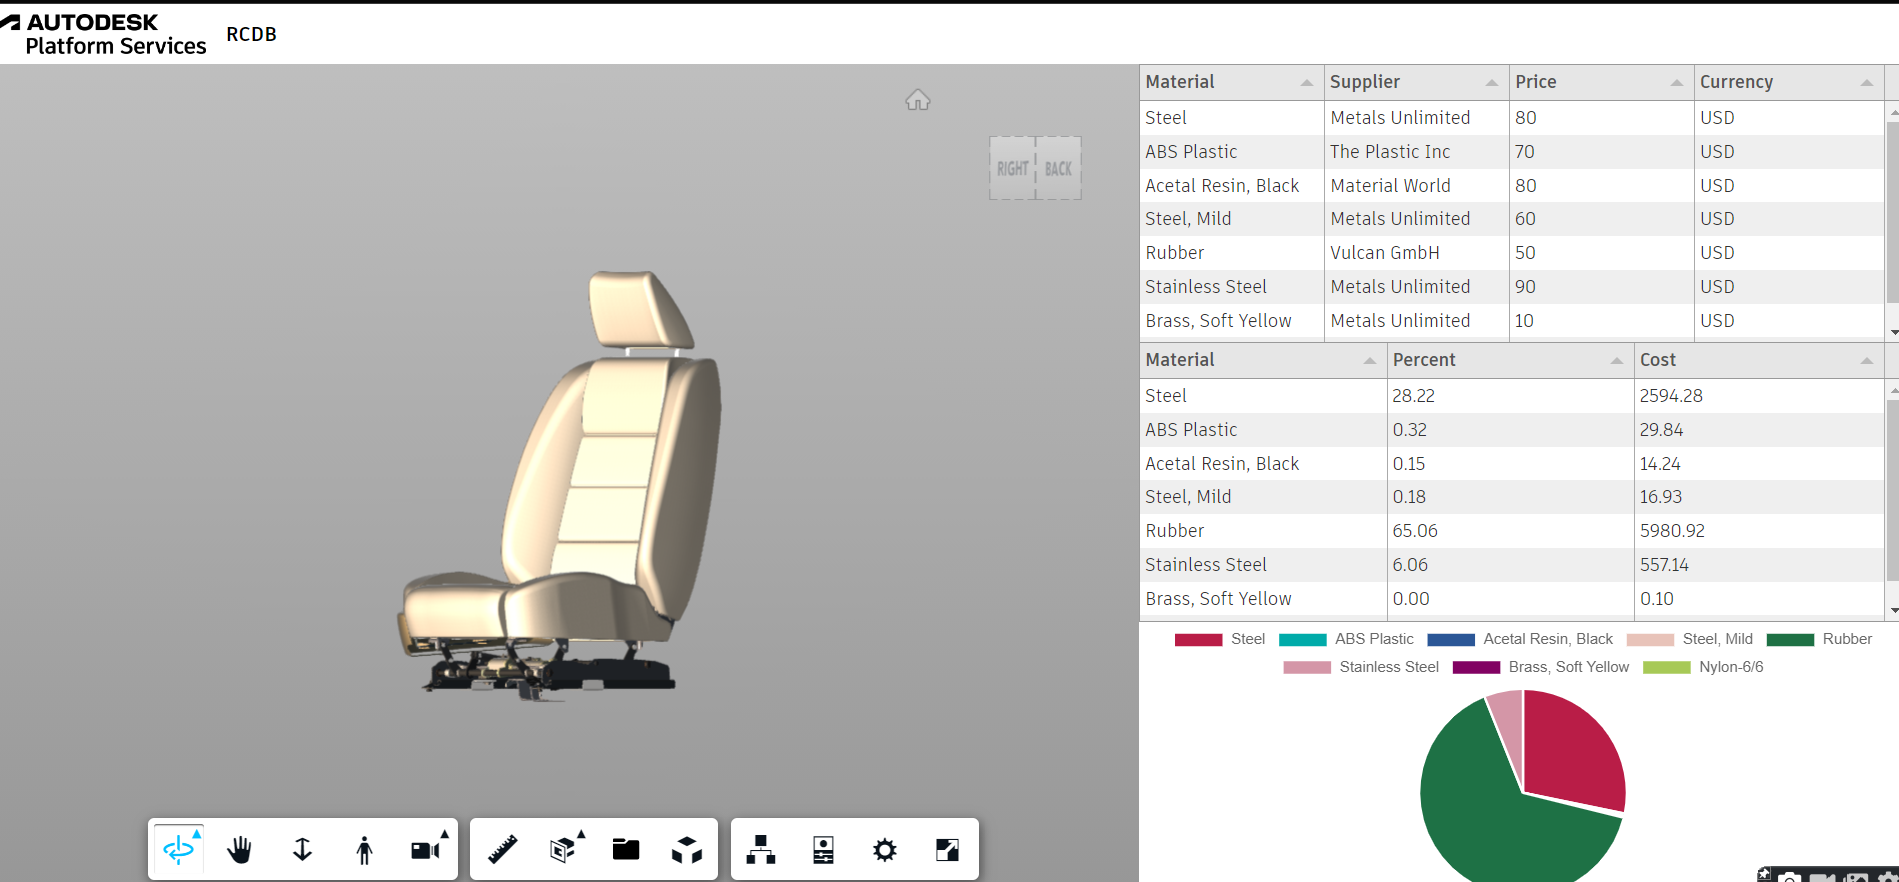 AUTODESK
Platform Services
RCDB
RIGHT BACK
Material Supplier Price Currency
Steel Metals Unlimited 80 USD
ABS Plastic The Plastic Inc 70 USD
Acetal Resin, Black Material World 80 USD
Steel, Mild Metals Unlimited 60 USD
Rubber Vulcan GmbH 50 USD
Stainless Steel Metals Unlimited 90 USD
Brass, Soft Yellow Metals Unlimited 10 USD
Material Percent Cost
Steel 28.22 2594.28
ABS Plastic 0.32 29.84
Acetal Resin, Black 0.15 14.24
Steel, Mild 0.18 16.93
Rubber 65.06 5980.92
Stainless Steel 6.06 557.14
Brass, Soft Yellow 0.00 0.10
Steel ABS Plastic Acetal Resin, Black Steel, Mild Rubber
Stainless Steel Brass, Soft Yellow Nylon-6/6